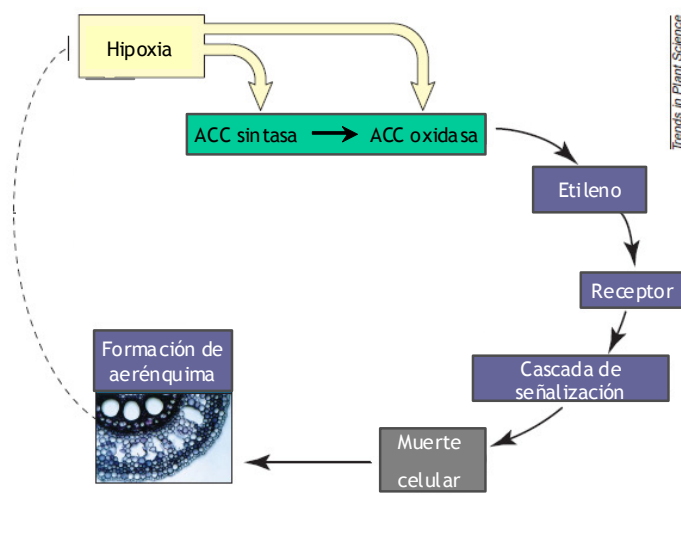 Hipoxia
ACC sintasa
ACC oxidasa
Etileno
Receptor
Cascada de
señalización
Muerte
celular
Formación de
aerénquima
Trends in Plant Science